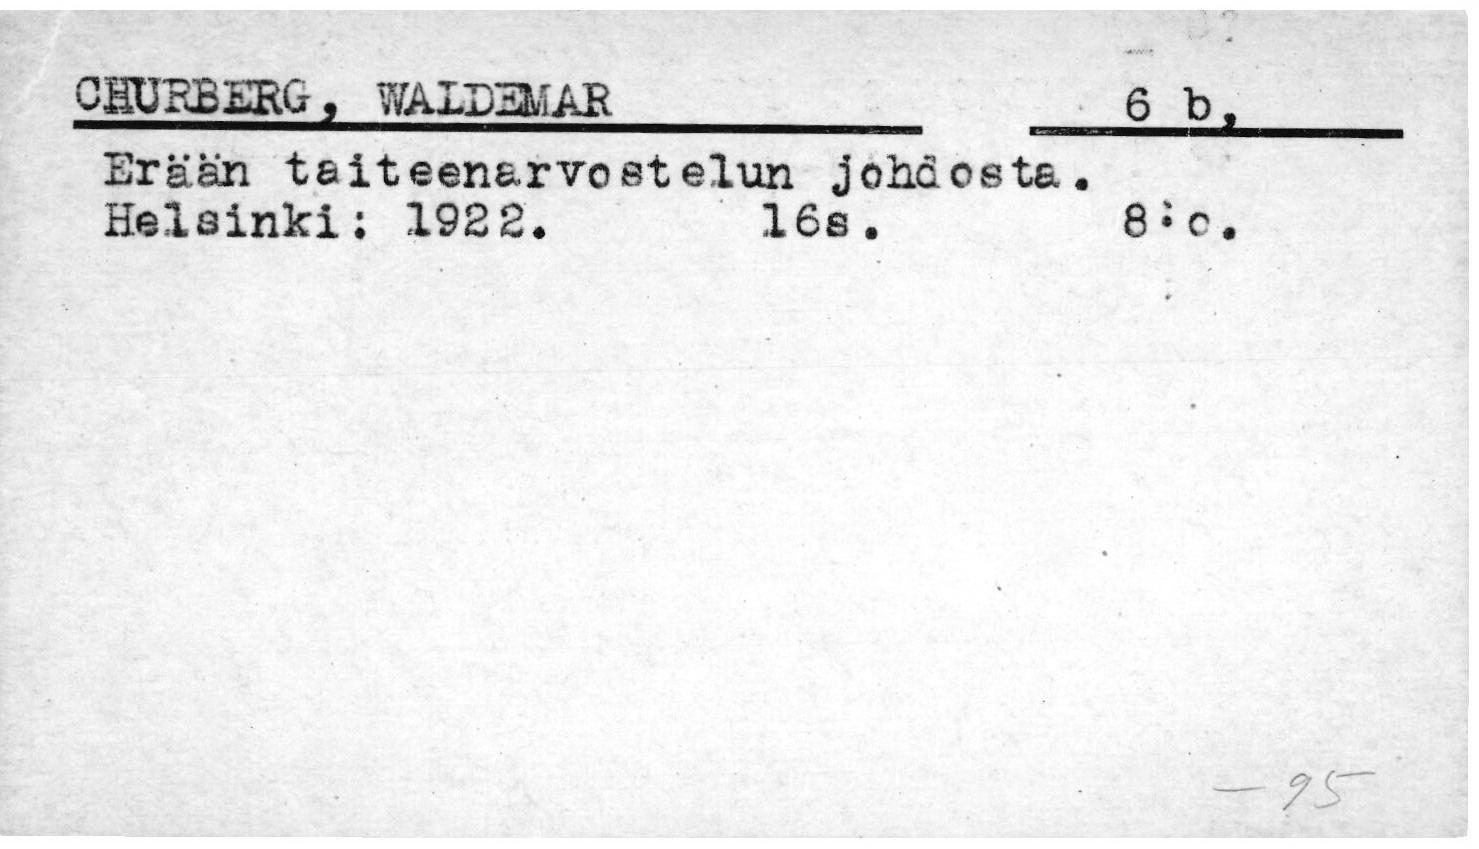 CHURBERG, WALDEMAR 6 b,
Erään taiteenarvostelun johdosta.
Helsinki: 1922. 16s. 8:o.
— 95